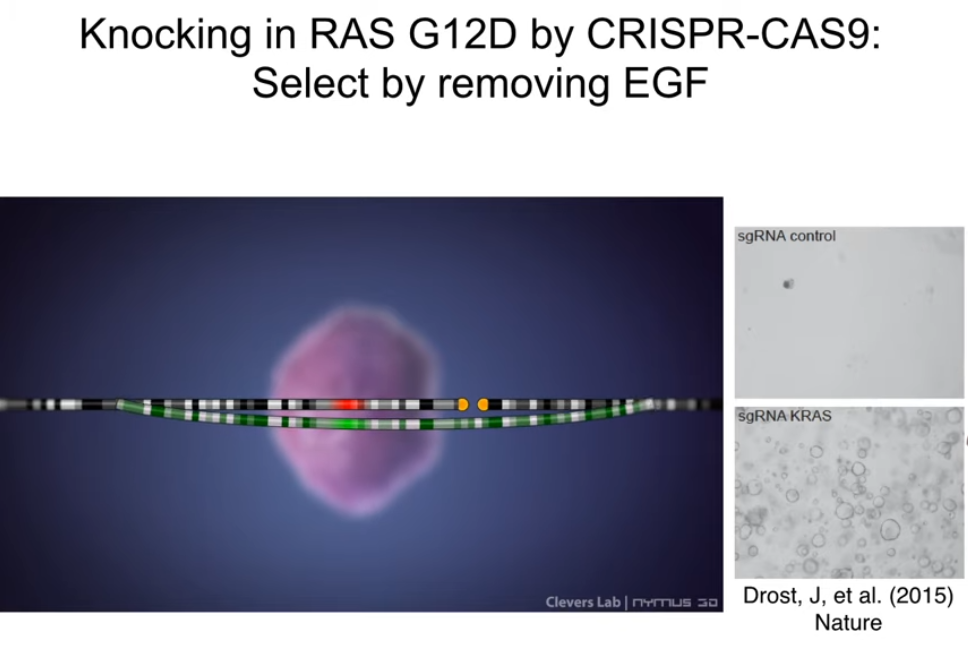 Knocking in RAS G12D by CRISPR-CAS9:
Select by removing EGF
sgRNA control
sgRNA KRAS
Clevers Lab | nymus 3D
Drost, J, et al. (2015)
Nature